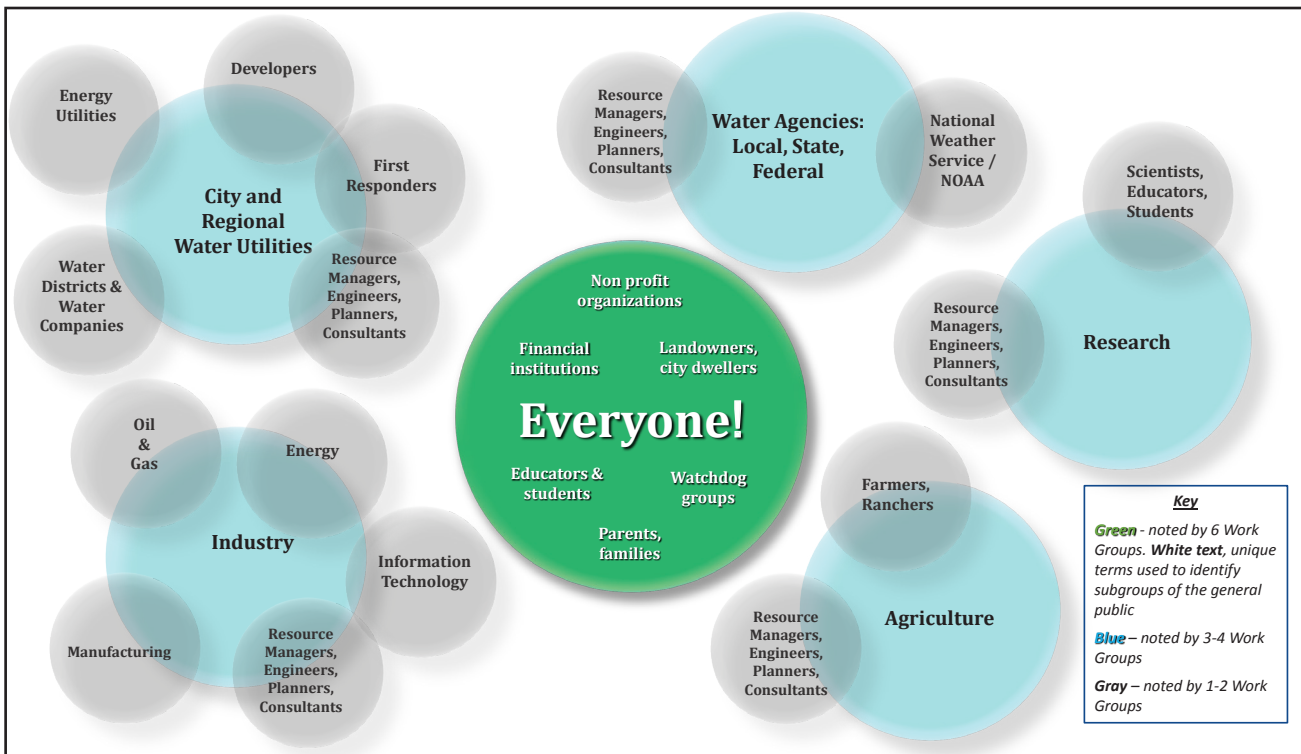 Energy
Utilities
Developers
First
Responders
City and
Regional
Water Utilities
Water
Districts &
Water
Companies
Resource
Managers,
Engineers,
Planners,
Consultants
Resource
Managers,
Engineers,
Planners,
Consultants
Water Agencies:
Local, State,
Federal
National
Weather
Service /
NOAA
Scientists,
Educators,
Students
Resource
Managers,
Engineers,
Planners,
Consultants
Research
Non profit
organizations
Financial
institutions
Landowners,
city dwellers
Everyone!
Educators &
students
Watchdog
groups
Parents,
families
Oil
&
Gas
Energy
Industry
Information
Technology
Manufacturing
Resource
Managers,
Engineers,
Planners,
Consultants
Farmers,
Ranchers
Agriculture
Resource
Managers,
Engineers,
Planners,
Consultants
Key
Green - noted by 6 Work
Groups. White text, unique
terms used to identify
subgroups of the general
public
Blue – noted by 3-4 Work
Groups
Gray – noted by 1-2 Work
Groups